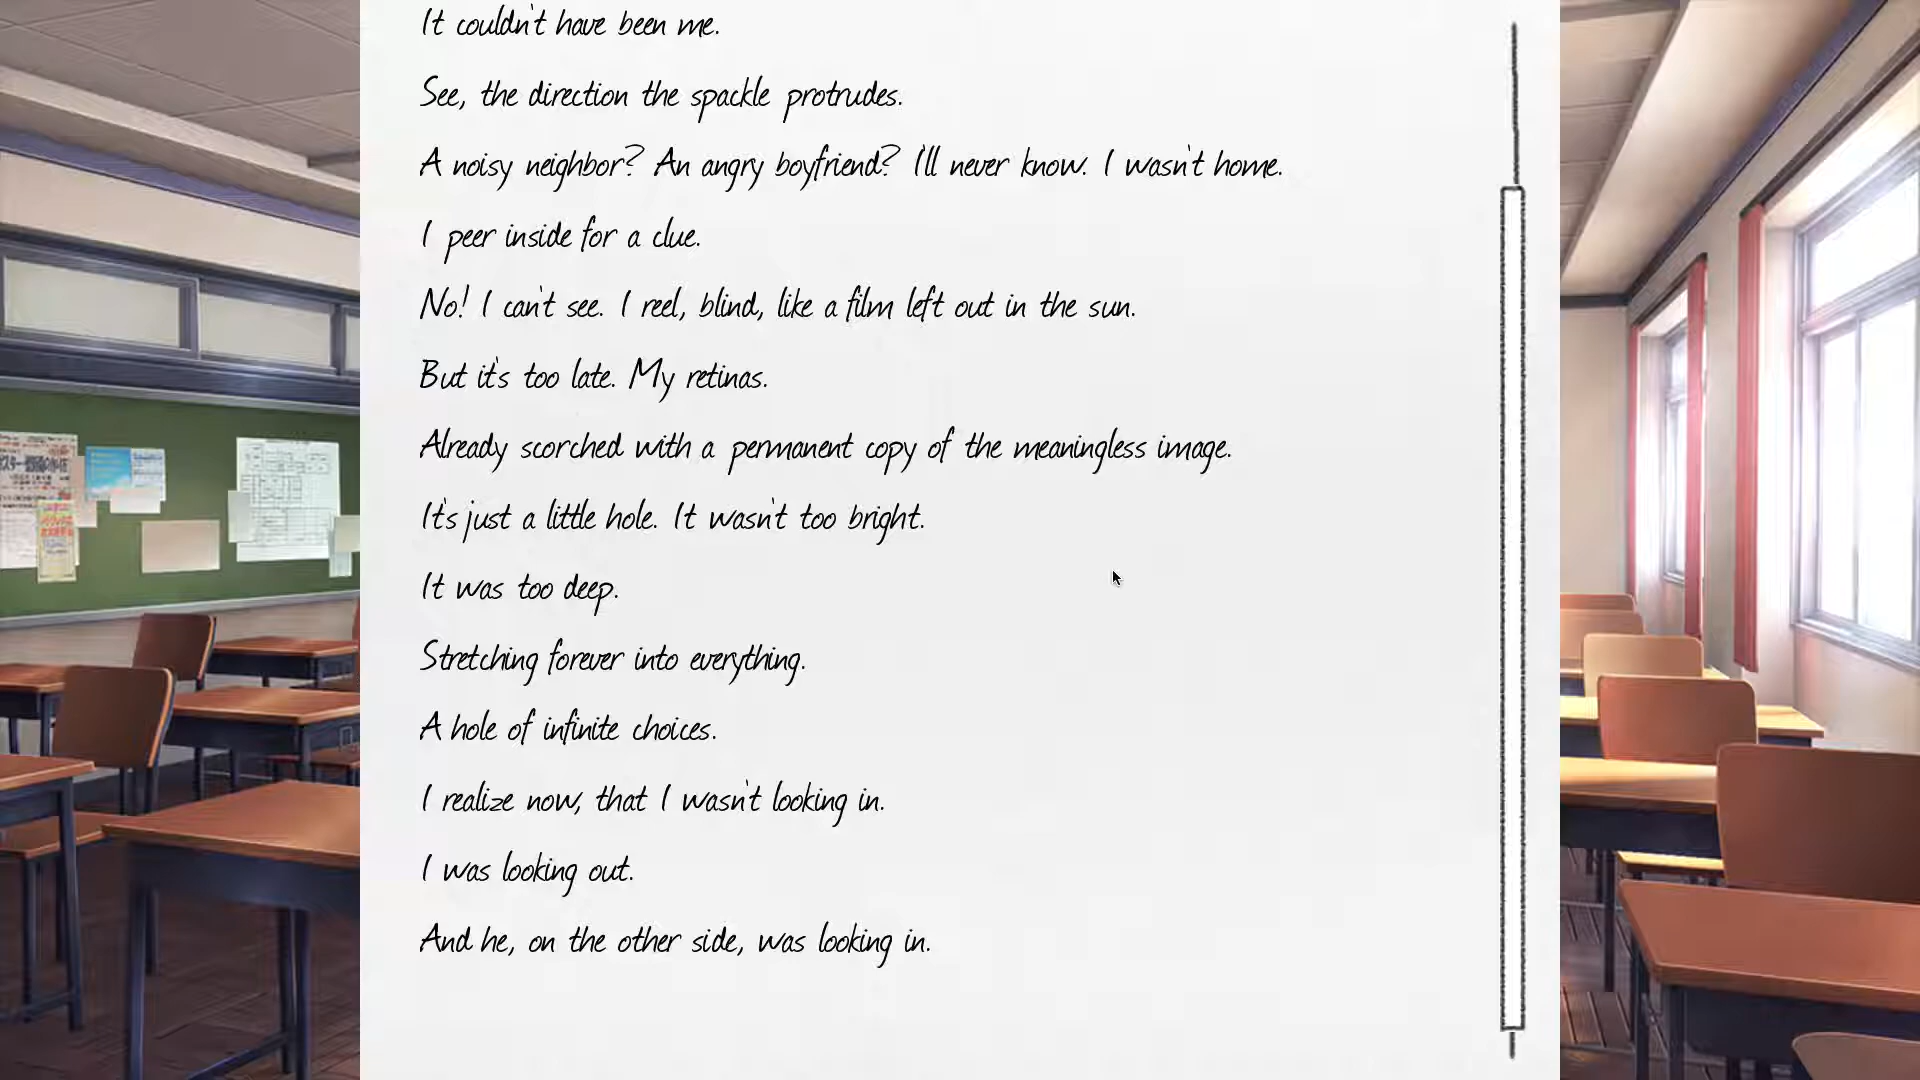 It couldn't have been me.
See, the direction the spackle protrudes.
A noisy neighbor? An angry boyfriend? I'll never know. I wasn't home.
I peer inside for a clue.
No! I can't see. I reel, blind, like a film left out in the sun.
But it's too late. My retinas.
Already scorched with a permanent copy of the meaningless image.
It's just a little hole. It wasn't too bright.
It was too deep.
Stretching forever into everything.
A hole of infinite choices.
I realize now, that I wasn't looking in.
I was looking out.
And he, on the other side, was looking in.